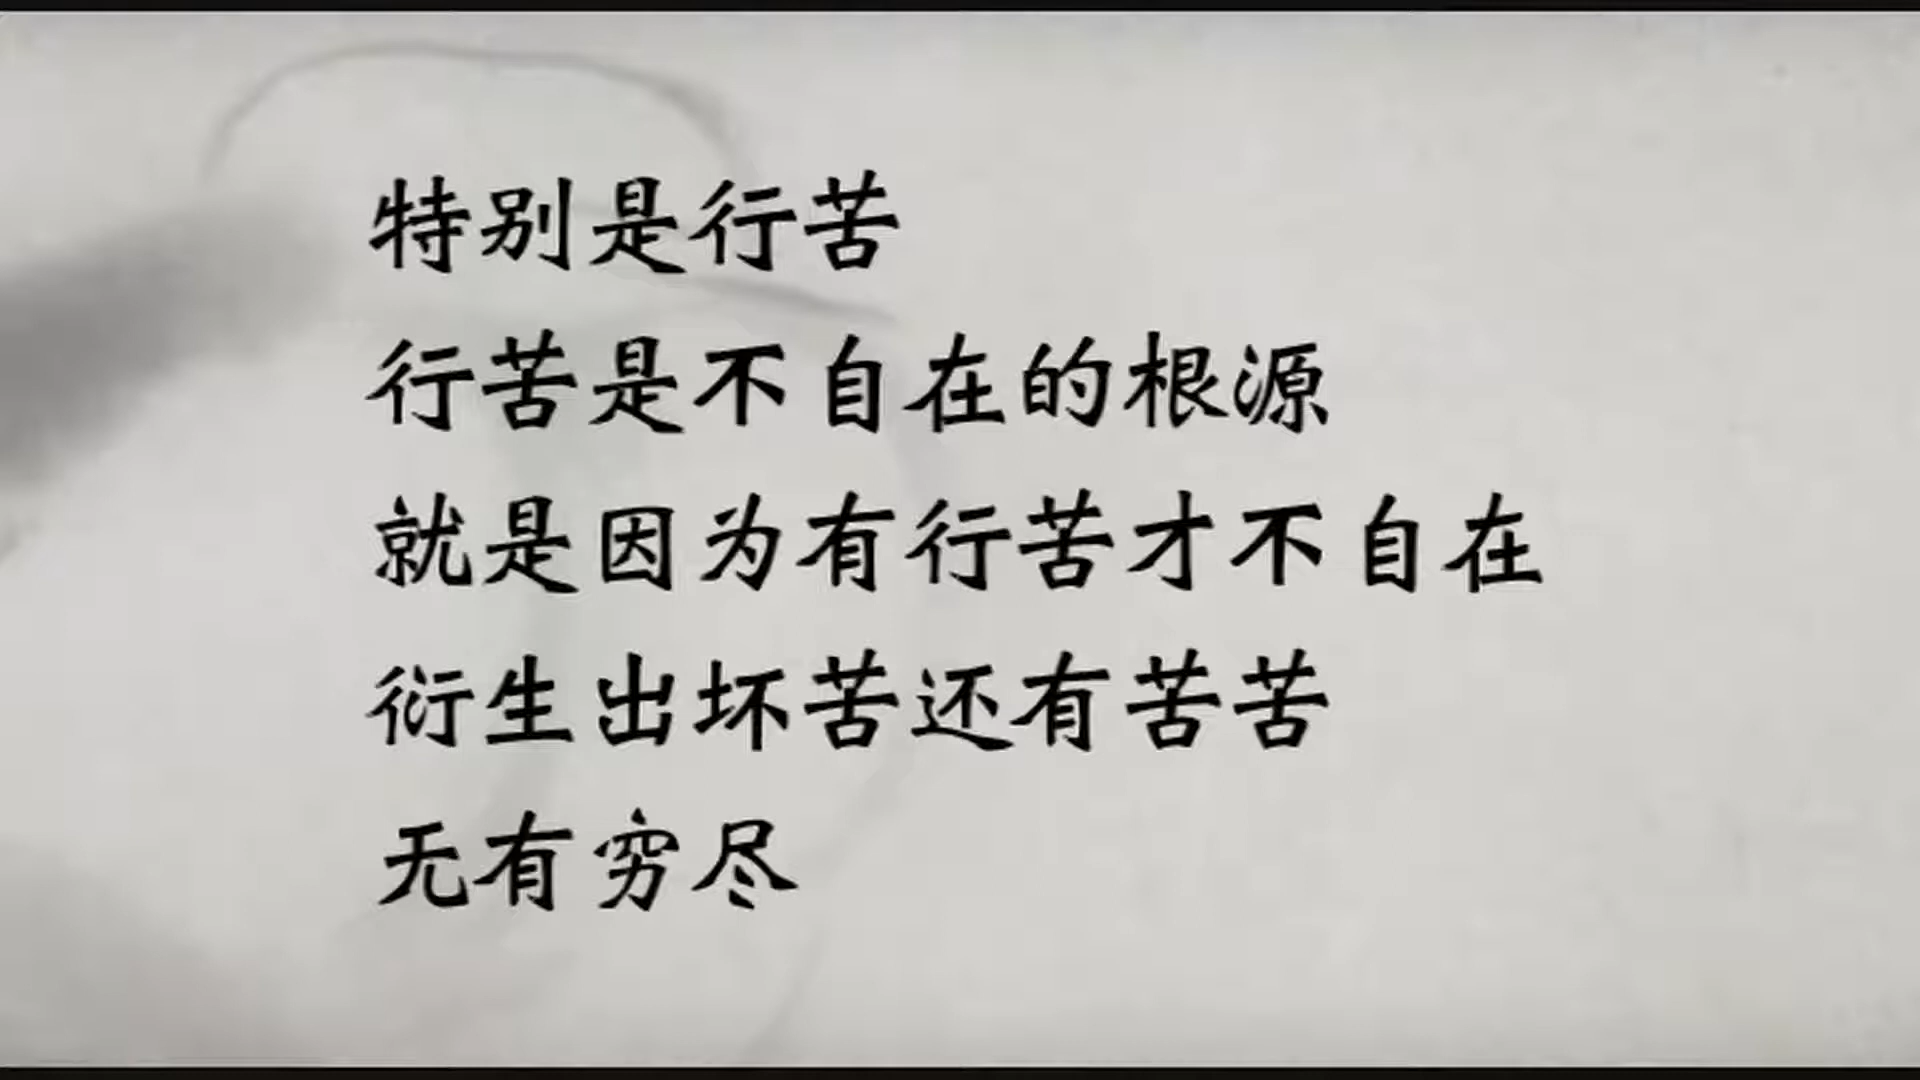 特别是行苦
行苦是不自在的根源
就是因为有行苦才不自在
衍生出坏苦还有苦苦
无有穷尽